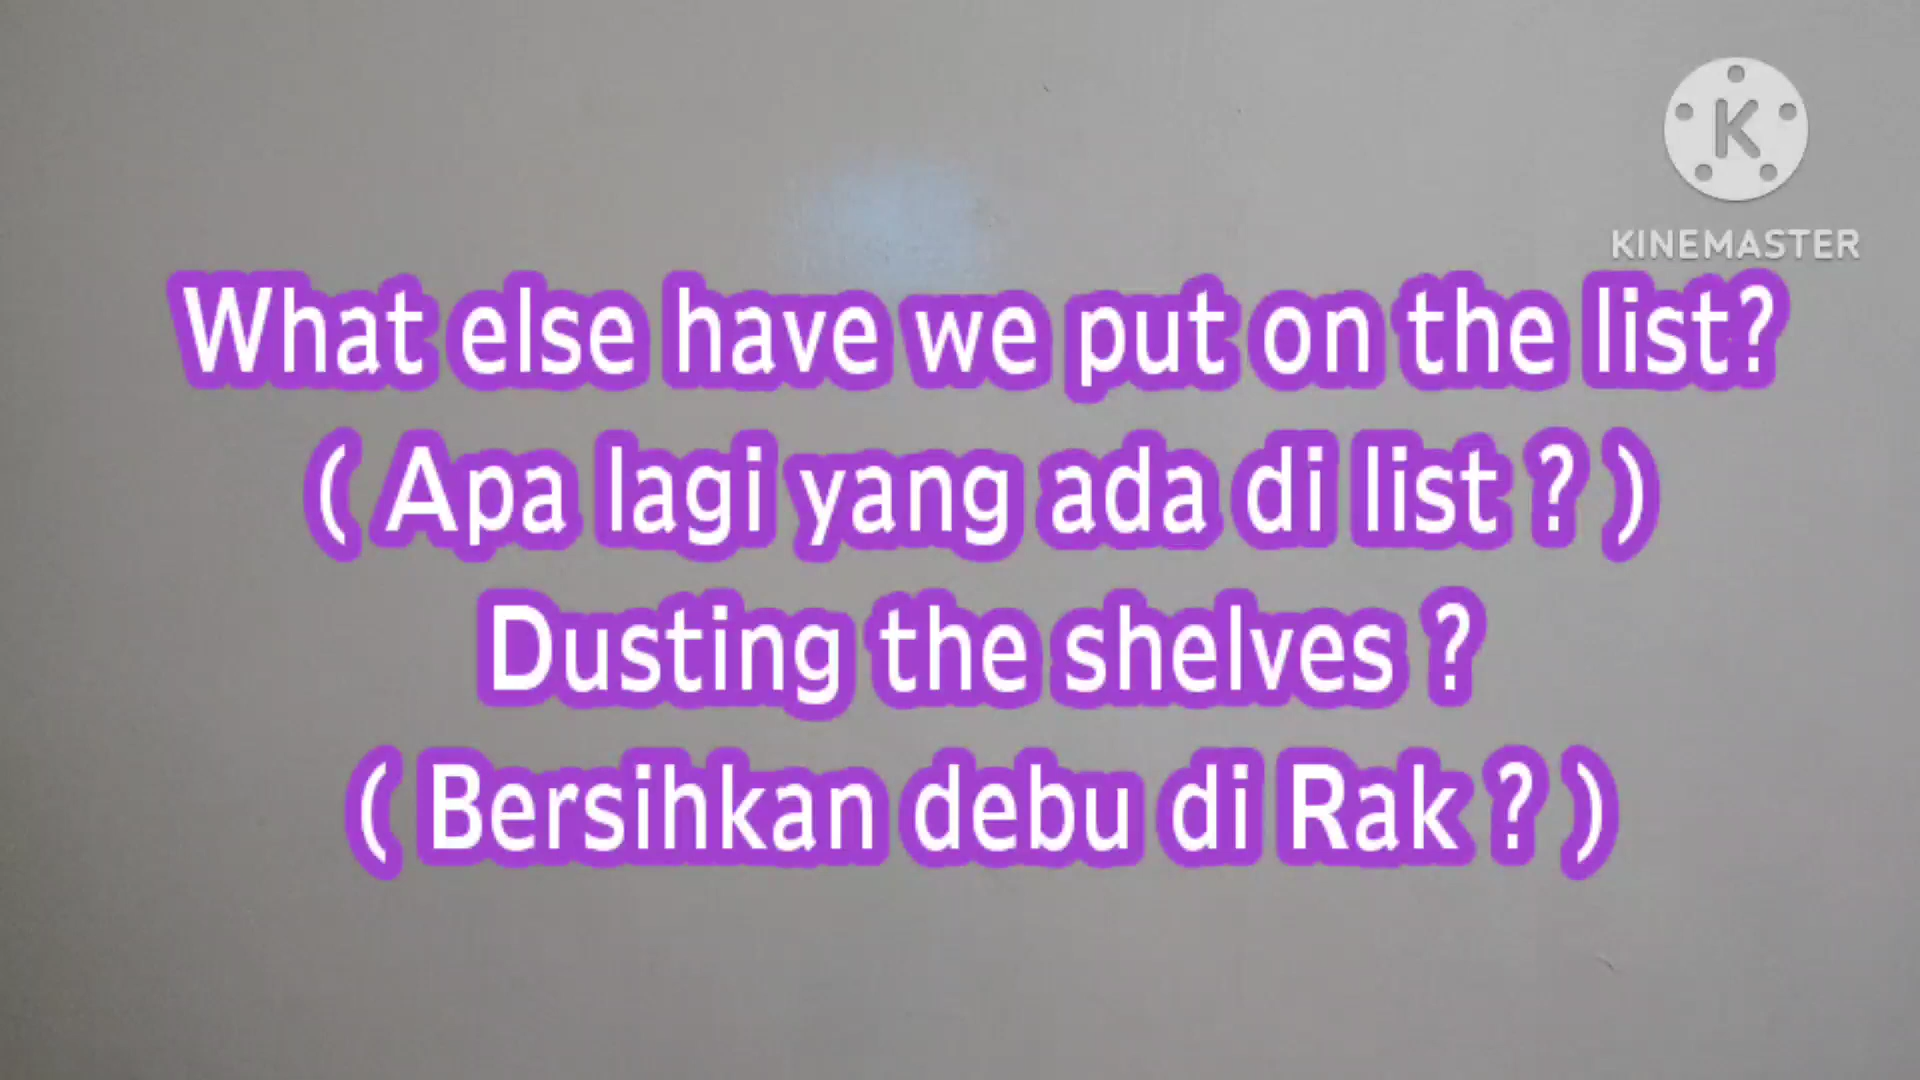 K
KINEMASTER
What else have we put on the list?
( Apa lagi yang ada di list ? )
Dusting the shelves ?
( Bersihkan debu di Rak ? )